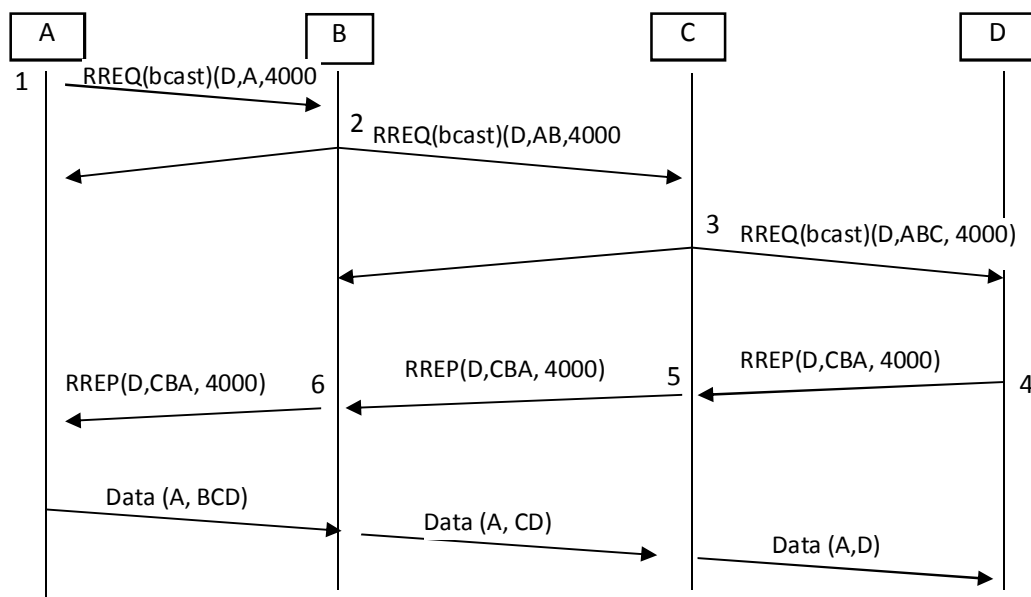 A
B
C
D
1
RREQ(bcast)(D,A,4000
2
RREQ(bcast)(D,AB,4000
3
RREQ(bcast)(D,ABC, 4000)
RREP(D,CBA, 4000)
4
RREP(D,CBA, 4000)
5
RREP(D,CBA, 4000)
6
Data (A, BCD)
Data (A, CD)
Data (A,D)